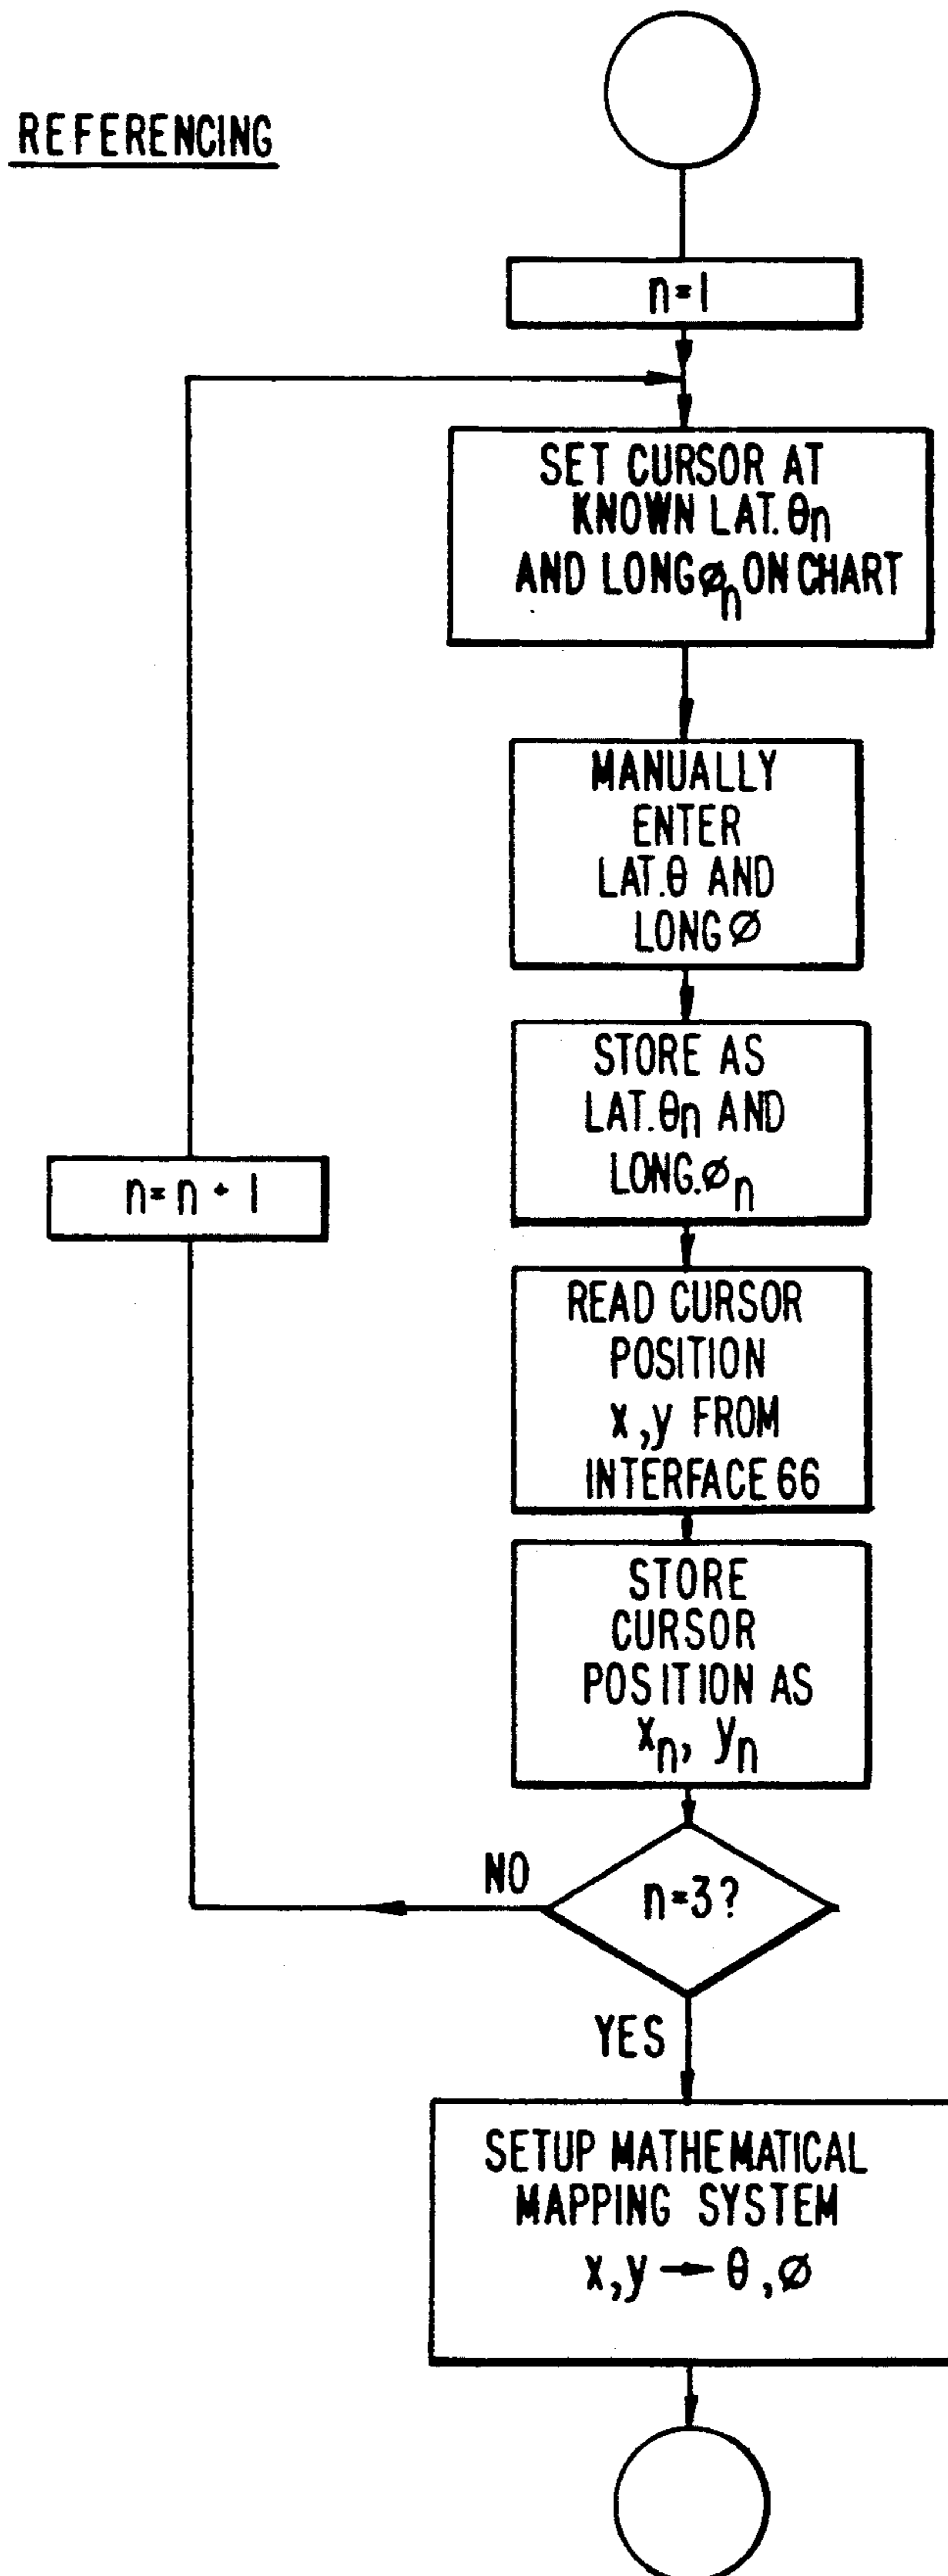 REFERENCING
n=1
SET CURSOR AT
KNOWN LAT. θn
AND LONG øn ON CHART
MANUALLY
ENTER
LAT.θ AND
LONG ø
STORE AS
LAT.θn AND
LONG.øn
READ CURSOR
POSITION
x,y FROM
INTERFACE 66
STORE
CURSOR
POSITION AS
xn, yn
n=n+1
NO
n=3?
YES
SETUP MATHEMATICAL
MAPPING SYSTEM
x,y → θ,ø